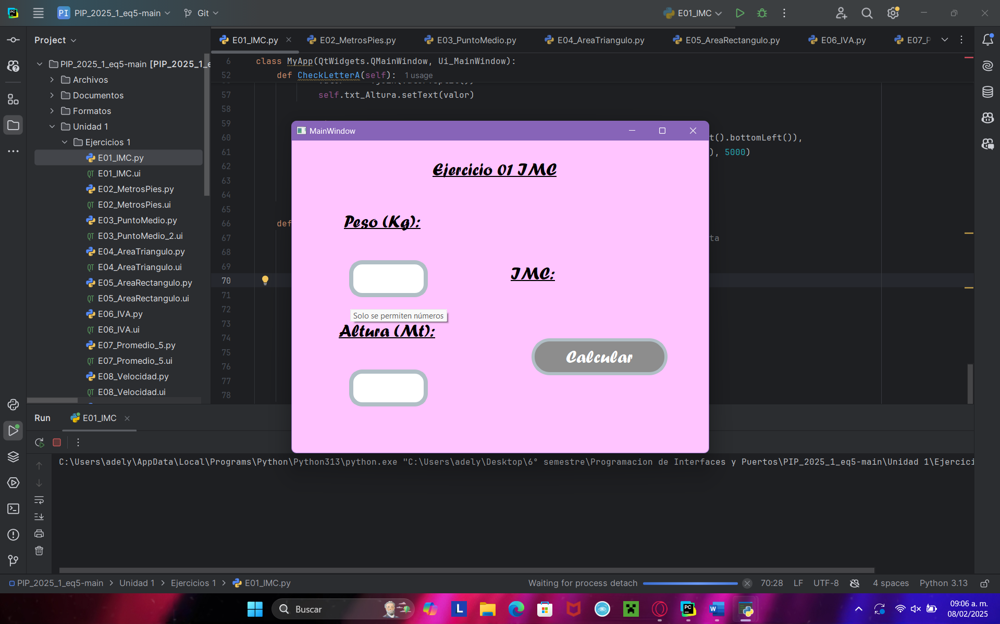 PI PIP_2025_1_eq5-main Git E01_IMC
Project
E01_IMC.py E02_MetrosPies.py E03_PuntoMedio.py E04_AreaTriangulo.py E05_AreaRectangulo.py E06_IVA.py E07_P
PIP_2025_1_eq5-main [PIP_2025_1_e
Archivos
Documentos
Formatos
Unidad 1
Ejercicios 1
E01_IMC.py
E01_IMC.ui
E02_MetrosPies.py
E02_MetrosPies.ui
E03_PuntoMedio.py
E03_PuntoMedio_2.ui
E04_AreaTriangulo.py
E04_AreaTriangulo.ui
E05_AreaRectangulo.py
E05_AreaRectangulo.ui
E06_IVA.py
E06_IVA.ui
E07_Promedio_5.py
E07_Promedio_5.ui
E08_Velocidad.py
E08_Velocidad.ui
6 class MyApp(QtWidgets.QMainWindow, Ui_MainWindow):
52 def CheckLetterA(self): 1 usage
57 self.txt_Altura.setText(valor)
58
59
60 t().bottomLeft()),
61 ), 5000)
62
63
64
65
66 def
67 ta
68
69
70
71
72
73
74
75
76
77
78
MainWindow
Ejercicio 01 IMC
Peso (Kg):
IMC:
Solo se permiten números
Altura (Mt):
Calcular
Run E01_IMC
C:\Users\adely\AppData\Local\Programs\Python\Python313\python.exe "C:\Users\adely\Desktop\6° semestre\Programacion de Interfaces y Puertos\PIP_2025_1_eq5-main\Unidad 1\Ejercici
PIP_2025_1_eq5-main > Unidad 1 > Ejercicios 1 > E01_IMC.py Waiting for process detach 70:28 LF UTF-8 4 spaces Python 3.13
Buscar
09:06 a. m.
08/02/2025